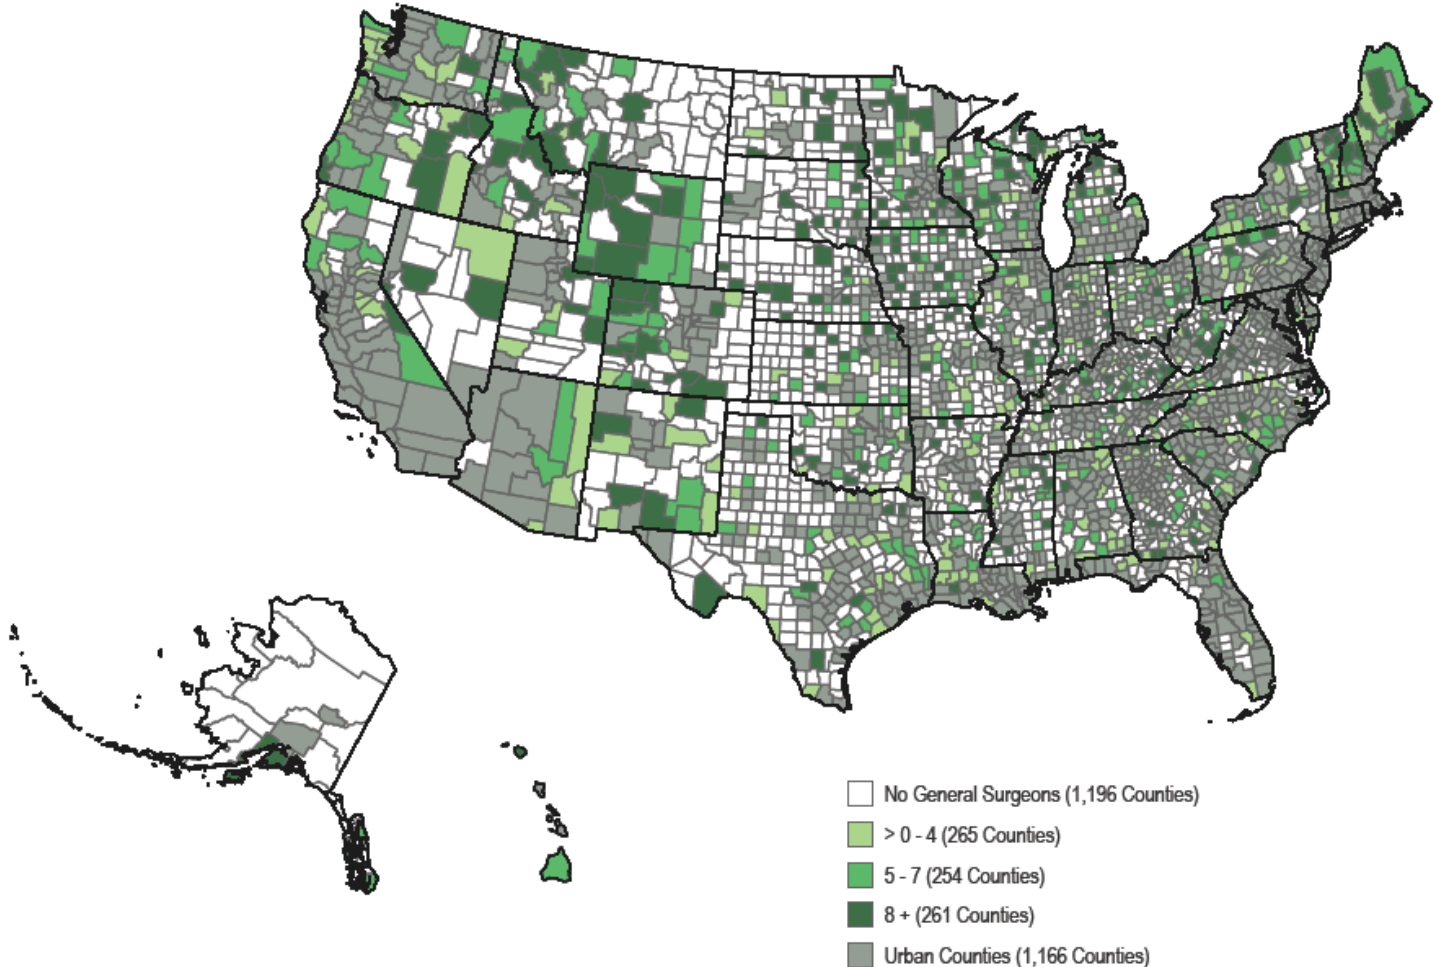 No General Surgeons (1,196 Counties)
> 0 - 4 (265 Counties)
5 - 7 (254 Counties)
8 + (261 Counties)
Urban Counties (1,166 Counties)